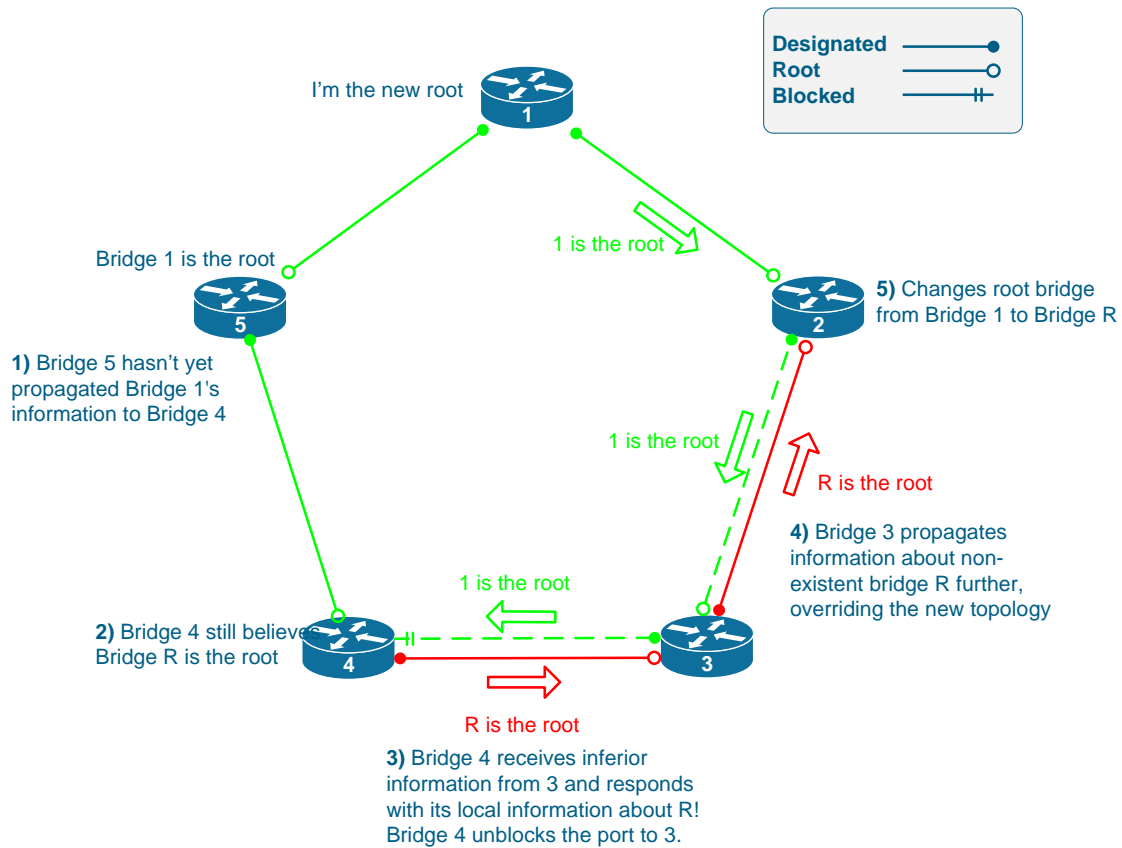 Designated
Root
Blocked
I'm the new root
1
1 is the root
Bridge 1 is the root
5
2
5) Changes root bridge
from Bridge 1 to Bridge R
1) Bridge 5 hasn’t yet
propagated Bridge 1's
information to Bridge 4
1 is the root
R is the root
4) Bridge 3 propagates
information about non-
existent bridge R further,
overriding the new topology
1 is the root
2) Bridge 4 still believes
Bridge R is the root
4
3
R is the root
3) Bridge 4 receives inferior
information from 3 and responds
with its local information about R!
Bridge 4 unblocks the port to 3.